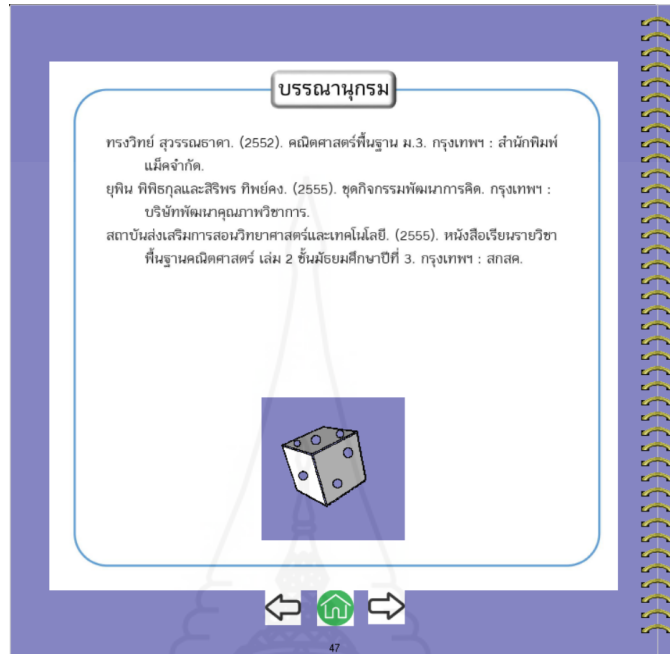 บรรณานุกรม
ทรงวิทย์ สุวรรณธาดา. (2552). คณิตศาสตร์พื้นฐาน ม.3. กรุงเทพฯ : สำนักพิมพ์
แม็คจำกัด.
ยุพิน พิพิธกุลและสิริพร ทิพย์คง. (2555). ชุดกิจกรรมพัฒนาการคิด. กรุงเทพฯ :
บริษัทพัฒนาคุณภาพวิชาการ.
สถาบันส่งเสริมการสอนวิทยาศาสตร์และเทคโนโลยี. (2555). หนังสือเรียนรายวิชา
พื้นฐานคณิตศาสตร์ เล่ม 2 ชั้นมัธยมศึกษาปีที่ 3. กรุงเทพฯ : สกสค.
47